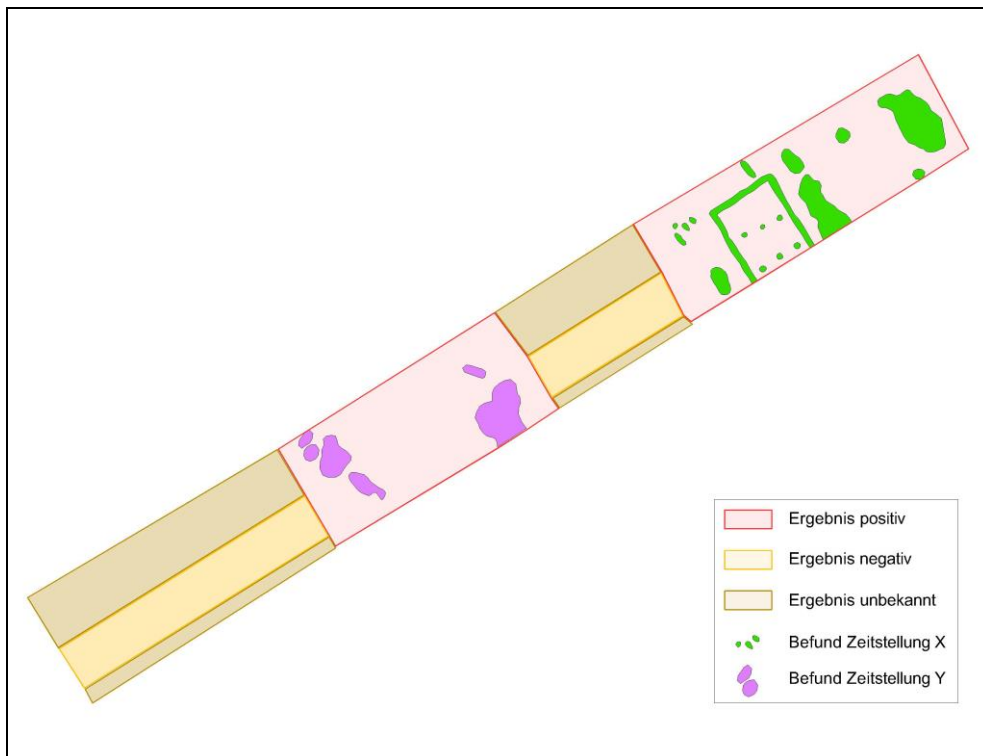 Ergebnis positiv
Ergebnis negativ
Ergebnis unbekannt
Befund Zeitstellung X
Befund Zeitstellung Y